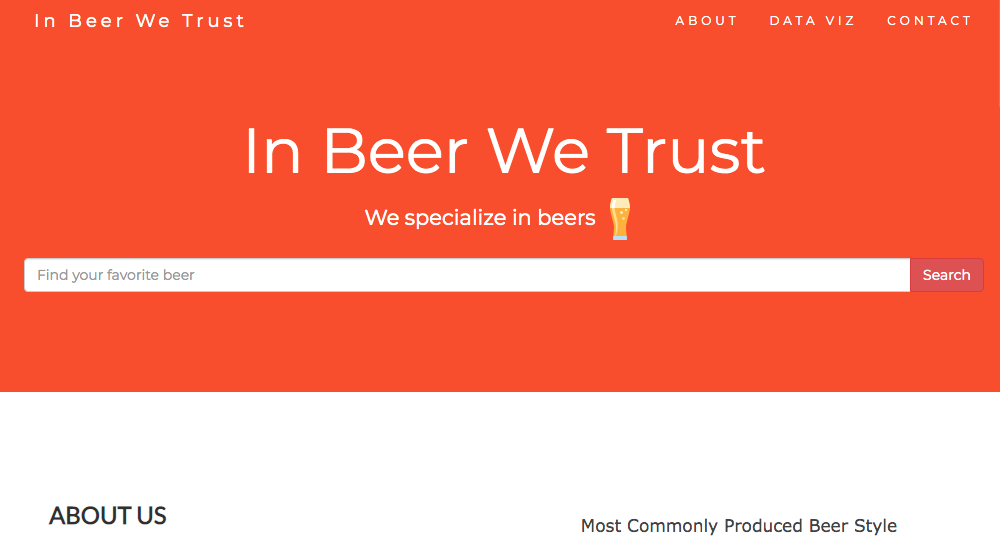 In Beer We Trust
ABOUT DATA VIZ CONTACT
In Beer We Trust
We specialize in beers
Find your favorite beer Search
ABOUT US
Most Commonly Produced Beer Style